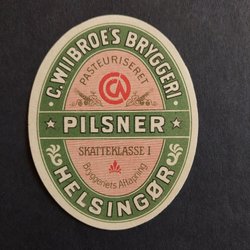 C. WIIBROE'S BRYGGERI.
PASTEURISERET
CW
PILSNER
SKATTEKLASSE I
Bryggeriets Aftapning
HELSINGØR